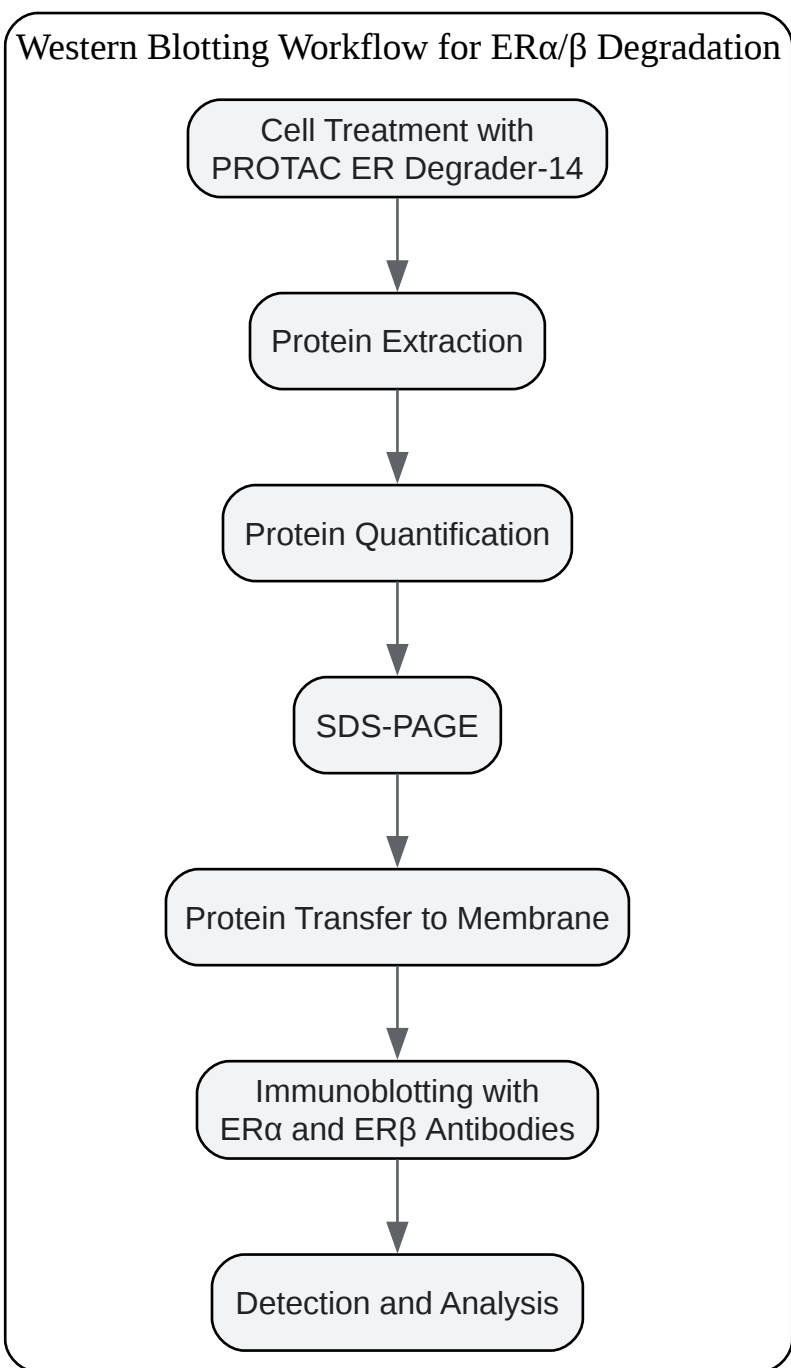 Western Blotting Workflow for ERα/β Degradation
Cell Treatment with
PROTAC ER Degrader-14
Protein Extraction
Protein Quantification
SDS-PAGE
Protein Transfer to Membrane
Immunoblotting with
ERα and ERβ Antibodies
Detection and Analysis